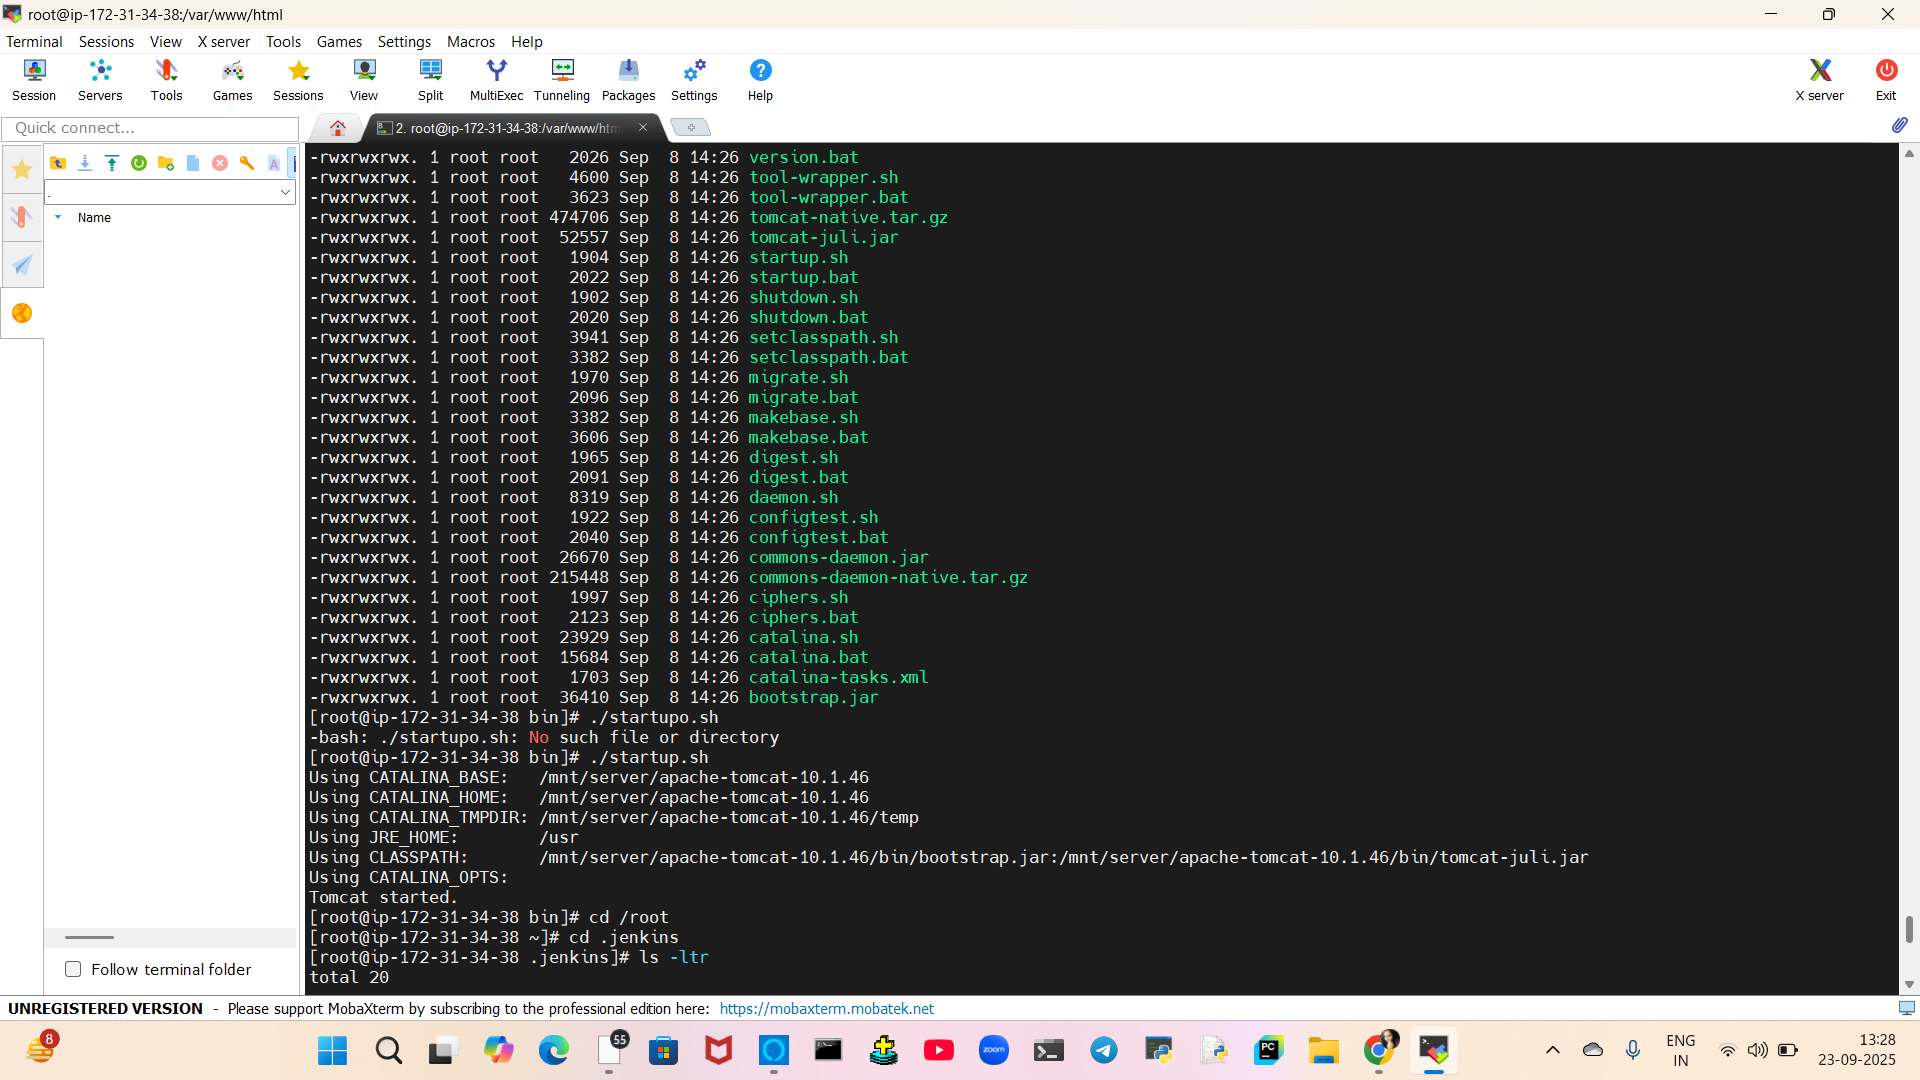 root@ip-172-31-34-38:/var/www/html
Terminal Sessions View X server Tools Games Settings Macros Help
Session Servers Tools Games Sessions View Split MultiExec Tunneling Packages Settings Help X server Exit
Quick connect...
2. root@ip-172-31-34-38:/var/www/htm
.
Name
-rwxrwxrwx. 1 root root   2026 Sep  8 14:26 version.bat
-rwxrwxrwx. 1 root root   4600 Sep  8 14:26 tool-wrapper.sh
-rwxrwxrwx. 1 root root   3623 Sep  8 14:26 tool-wrapper.bat
-rwxrwxrwx. 1 root root 474706 Sep  8 14:26 tomcat-native.tar.gz
-rwxrwxrwx. 1 root root  52557 Sep  8 14:26 tomcat-juli.jar
-rwxrwxrwx. 1 root root   1904 Sep  8 14:26 startup.sh
-rwxrwxrwx. 1 root root   2022 Sep  8 14:26 startup.bat
-rwxrwxrwx. 1 root root   1902 Sep  8 14:26 shutdown.sh
-rwxrwxrwx. 1 root root   2020 Sep  8 14:26 shutdown.bat
-rwxrwxrwx. 1 root root   3941 Sep  8 14:26 setclasspath.sh
-rwxrwxrwx. 1 root root   3382 Sep  8 14:26 setclasspath.bat
-rwxrwxrwx. 1 root root   1970 Sep  8 14:26 migrate.sh
-rwxrwxrwx. 1 root root   2096 Sep  8 14:26 migrate.bat
-rwxrwxrwx. 1 root root   3382 Sep  8 14:26 makebase.sh
-rwxrwxrwx. 1 root root   3606 Sep  8 14:26 makebase.bat
-rwxrwxrwx. 1 root root   1965 Sep  8 14:26 digest.sh
-rwxrwxrwx. 1 root root   2091 Sep  8 14:26 digest.bat
-rwxrwxrwx. 1 root root   8319 Sep  8 14:26 daemon.sh
-rwxrwxrwx. 1 root root   1922 Sep  8 14:26 configtest.sh
-rwxrwxrwx. 1 root root   2040 Sep  8 14:26 configtest.bat
-rwxrwxrwx. 1 root root  26670 Sep  8 14:26 commons-daemon.jar
-rwxrwxrwx. 1 root root 215448 Sep  8 14:26 commons-daemon-native.tar.gz
-rwxrwxrwx. 1 root root   1997 Sep  8 14:26 ciphers.sh
-rwxrwxrwx. 1 root root   2123 Sep  8 14:26 ciphers.bat
-rwxrwxrwx. 1 root root  23929 Sep  8 14:26 catalina.sh
-rwxrwxrwx. 1 root root  15684 Sep  8 14:26 catalina.bat
-rwxrwxrwx. 1 root root   1703 Sep  8 14:26 catalina-tasks.xml
-rwxrwxrwx. 1 root root  36410 Sep  8 14:26 bootstrap.jar
[root@ip-172-31-34-38 bin]# ./startupo.sh
-bash: ./startupo.sh: No such file or directory
[root@ip-172-31-34-38 bin]# ./startup.sh
Using CATALINA_BASE:   /mnt/server/apache-tomcat-10.1.46
Using CATALINA_HOME:   /mnt/server/apache-tomcat-10.1.46
Using CATALINA_TMPDIR: /mnt/server/apache-tomcat-10.1.46/temp
Using JRE_HOME:        /usr
Using CLASSPATH:       /mnt/server/apache-tomcat-10.1.46/bin/bootstrap.jar:/mnt/server/apache-tomcat-10.1.46/bin/tomcat-juli.jar
Using CATALINA_OPTS:
Tomcat started.
[root@ip-172-31-34-38 bin]# cd /root
[root@ip-172-31-34-38 ~]# cd .jenkins
[root@ip-172-31-34-38 .jenkins]# ls -ltr
total 20
Follow terminal folder
UNREGISTERED VERSION - Please support MobaXterm by subscribing to the professional edition here: https://mobaxterm.mobatek.net
8
55
zoom
PC
ENG
IN
13:28
23-09-2025